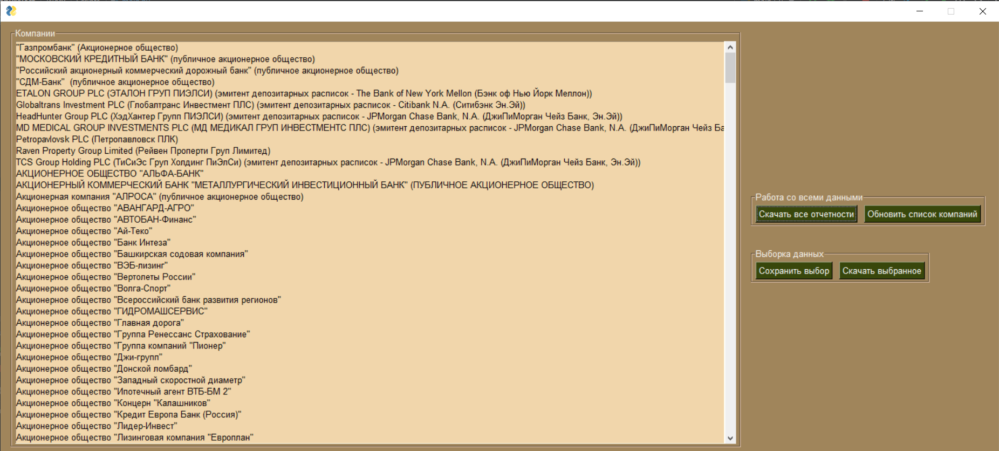 Компании
"Газпромбанк" (Акционерное общество)
"МОСКОВСКИЙ КРЕДИТНЫЙ БАНК" (публичное акционерное общество)
"Российский акционерный коммерческий дорожный банк" (публичное акционерное общество)
"СДМ-Банк"  (публичное акционерное общество)
ETALON GROUP PLC (ЭТАЛОН ГРУП ПИЭЛСИ) (эмитент депозитарных расписок - The Bank of New York Mellon (Бэнк оф Нью Йорк Меллон))
Globaltrans Investment PLC (Глобалтранс Инвестмент ПЛС) (эмитент депозитарных расписок - Citibank N.A. (Ситибэнк Эн.Эй))
HeadHunter Group PLC (ХэдХантер Групп ПИЭЛСИ) (эмитент депозитарных расписок - JPMorgan Chase Bank, N.A. (ДжиПиМорган Чейз Банк, Эн.Эй))
MD MEDICAL GROUP INVESTMENTS PLC (МД МЕДИКАЛ ГРУП ИНВЕСТМЕНТС ПЛС) (эмитент депозитарных расписок - JPMorgan Chase Bank, N.A. (ДжиПиМорган Чейз Ба
Petropavlovsk PLC (Петропавловск ПЛК)
Raven Property Group Limited (Рейвен Проперти Груп Лимитед)
TCS Group Holding PLC (ТиСиЭс Груп Холдинг ПиЭлСи) (эмитент депозитарных расписок - JPMorgan Chase Bank, N.A. (ДжиПиМорган Чейз Банк, Эн.Эй))
АКЦИОНЕРНОЕ ОБЩЕСТВО "АЛЬФА-БАНК"
АКЦИОНЕРНЫЙ КОММЕРЧЕСКИЙ БАНК "МЕТАЛЛУРГИЧЕСКИЙ ИНВЕСТИЦИОННЫЙ БАНК" (ПУБЛИЧНОЕ АКЦИОНЕРНОЕ ОБЩЕСТВО)
Акционерная компания "АЛРОСА" (публичное акционерное общество)
Акционерное общество "АВАНГАРД-АГРО"
Акционерное общество "АВТОБАН-Финанс"
Акционерное общество "Ай-Теко"
Акционерное общество "Банк Интеза"
Акционерное общество "Башкирская содовая компания"
Акционерное общество "ВЭБ-лизинг"
Акционерное общество "Вертолеты России"
Акционерное общество "Волга-Спорт"
Акционерное общество "Всероссийский банк развития регионов"
Акционерное общество "ГИДРОМАШСЕРВИС"
Акционерное общество "Главная дорога"
Акционерное общество "Группа Ренессанс Страхование"
Акционерное общество "Группа компаний "Пионер"
Акционерное общество "Джи-групп"
Акционерное общество "Донской ломбард"
Акционерное общество "Западный скоростной диаметр"
Акционерное общество "Ипотечный агент ВТБ-БМ 2"
Акционерное общество "Концерн "Калашников"
Акционерное общество "Кредит Европа Банк (Россия)"
Акционерное общество "Лидер-Инвест"
Акционерное общество "Лизинговая компания "Европлан"
Работа со всеми данными
Скачать все отчетности
Обновить список компаний
Выборка данных
Сохранить выбор
Скачать выбранное